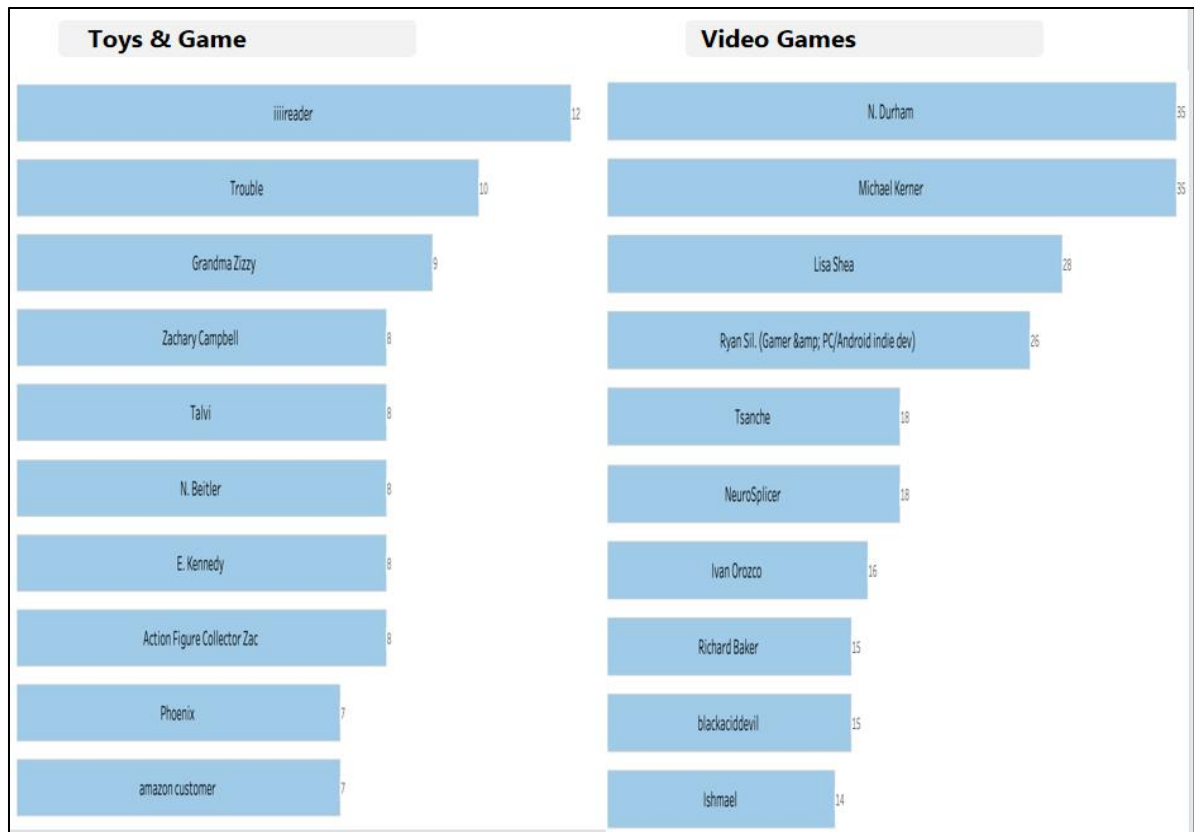 Toys & Game
iiiireader
12
Trouble
10
Grandma Zizzy
9
Zachary Campbell
8
Talvi
8
N. Beitler
8
E. Kennedy
8
Action Figure Collector Zac
8
Phoenix
7
amazon customer
7
Video Games
N. Durham
35
Michael Kerner
35
Lisa Shea
28
Ryan Sil. (Gamer &amp; PC/Android indie dev)
26
Tsanche
18
NeuroSplicer
18
Ivan Orozco
16
Richard Baker
15
blackaciddevil
15
Ishmael
14